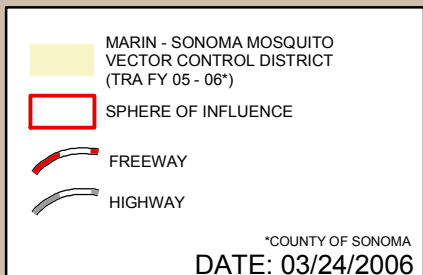 MARIN - SONOMA MOSQUITO
VECTOR CONTROL DISTRICT
(TRA FY 05 - 06*)
SPHERE OF INFLUENCE
FREEWAY
HIGHWAY
*COUNTY OF SONOMA
DATE: 03/24/2006